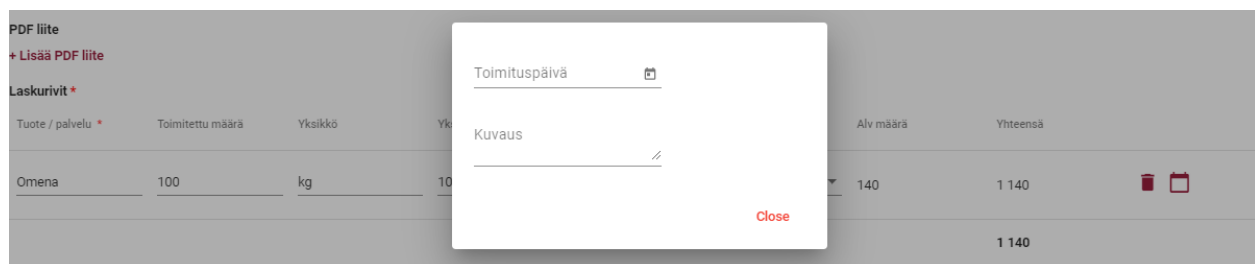 PDF liite
+ Lisää PDF liite
Laskurivit *
Tuote / palvelu * Toimitettu määrä Yksikkö Alv määrä Yhteensä
Omena 100 kg 10 140 1 140
1 140
Toimituspäivä
Kuvaus
Close